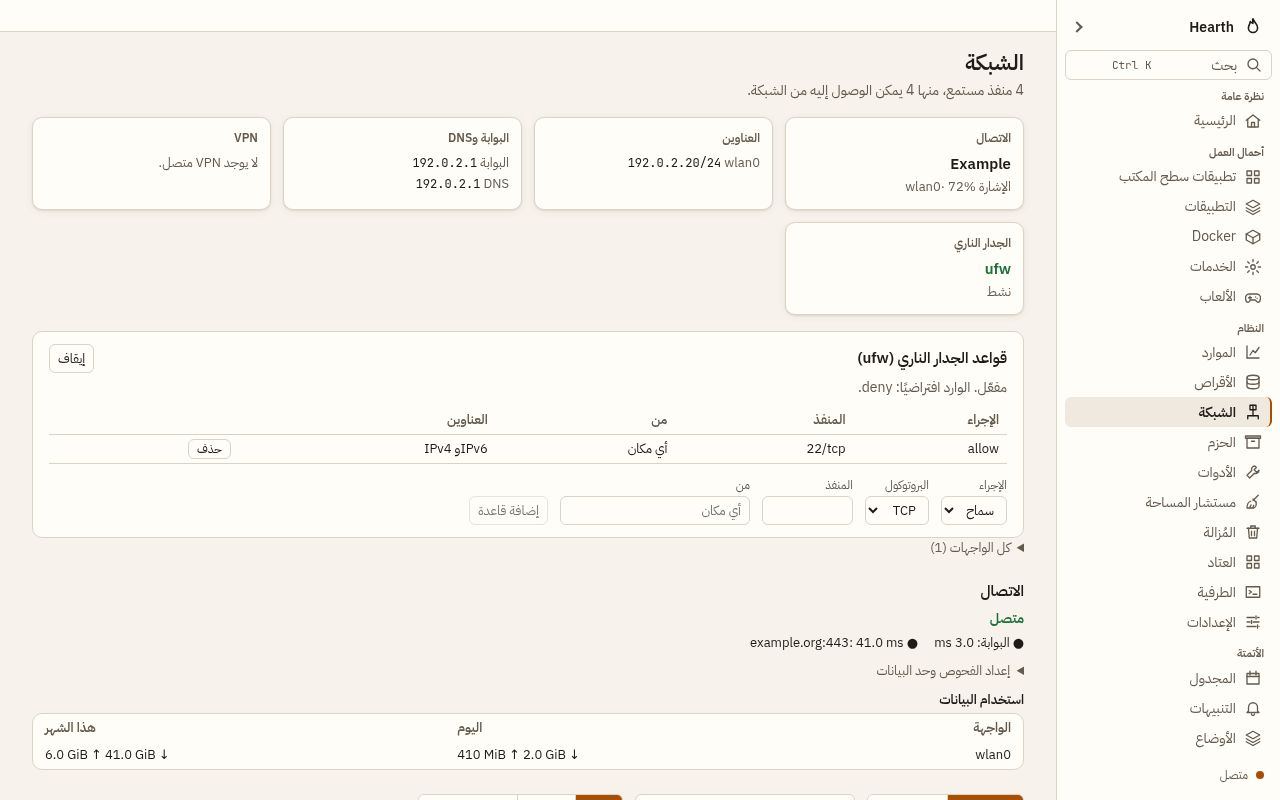 Hearth
بحث
Ctrl K
نظرة عامة
الرئيسية
أحمال العمل
تطبيقات سطح المكتب
التطبيقات
Docker
الخدمات
الألعاب
النظام
الموارد
الأقراص
الشبكة
الحزم
الأدوات
مستشار المساحة
المُزالة
العتاد
الطرفية
الإعدادات
الأتمتة
المجدول
التنبيهات
الأوضاع
متصل
الشبكة
4 منفذ مستمع، منها 4 يمكن الوصول إليه من الشبكة.
الاتصال
Example
الإشارة 72% ·wlan0
العناوين
wlan0 192.0.2.20/24
البوابة وDNS
البوابة 192.0.2.1
DNS 192.0.2.1
VPN
لا يوجد VPN متصل.
الجدار الناري
ufw
نشط
قواعد الجدار الناري (ufw)
إيقاف
مفعّل. الوارد افتراضيًا: deny.
الإجراء المنفذ من العناوين
allow 22/tcp أي مكان IPv4 وIPv6 حذف
الإجراء البروتوكول المنفذ من
سماح TCP أي مكان إضافة قاعدة
كل الواجهات (1)
الاتصال
متصل
● البوابة: 3.0 ms ● example.org:443: 41.0 ms
إعداد الفحوص وحد البيانات
استخدام البيانات
الواجهة اليوم هذا الشهر
wlan0 ↓ 2.0 GiB ↑ 410 MiB ↓ 41.0 GiB ↑ 6.0 GiB